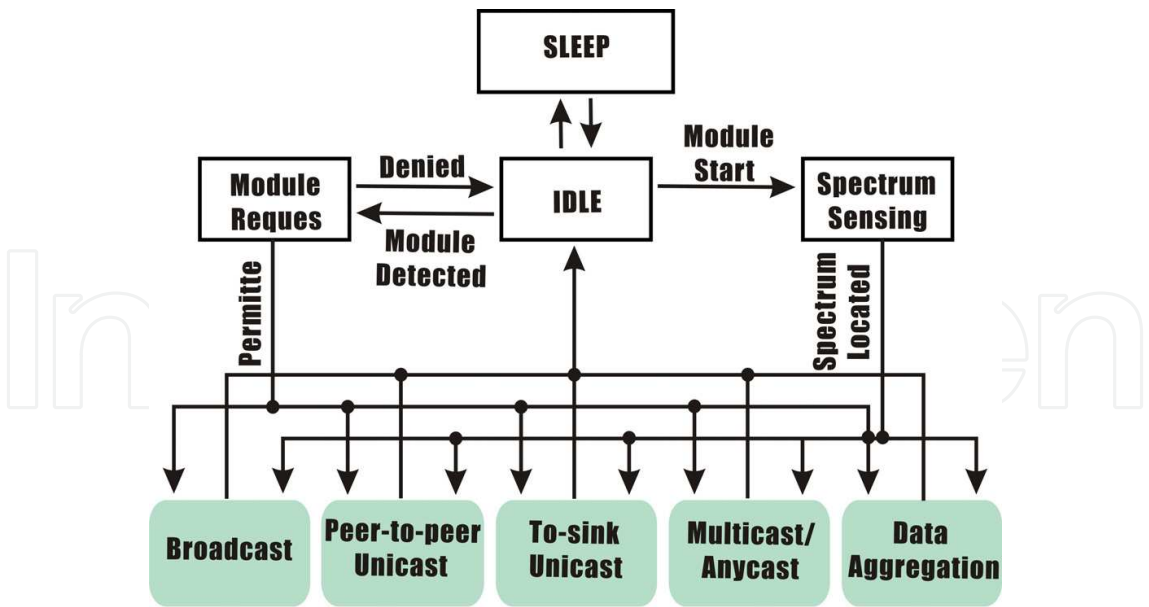 SLEEP
Module
Start
Denied
Module
Reques
IDLE
Spectrum
Sensing
Module
Detected
Permitte
Spectrum
Located
Broadcast
Peer-to-peer
Unicast
To-sink
Unicast
Multicast/
Anycast
Data
Aggregation